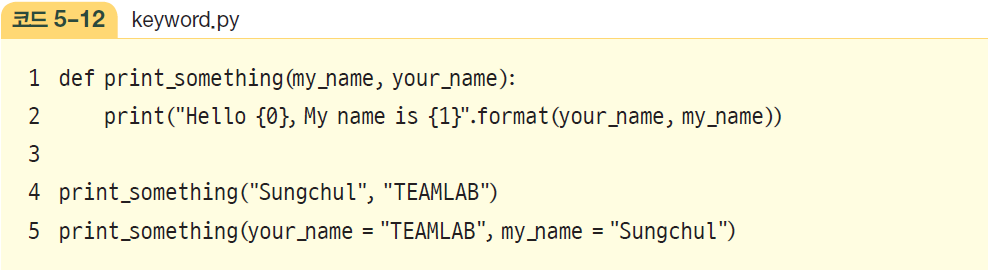 코드 5-12 keyword.py
1 def print_something(my_name, your_name):
2     print("Hello {0}, My name is {1}".format(your_name, my_name))
3
4 print_something("Sungchul", "TEAMLAB")
5 print_something(your_name = "TEAMLAB", my_name = "Sungchul")